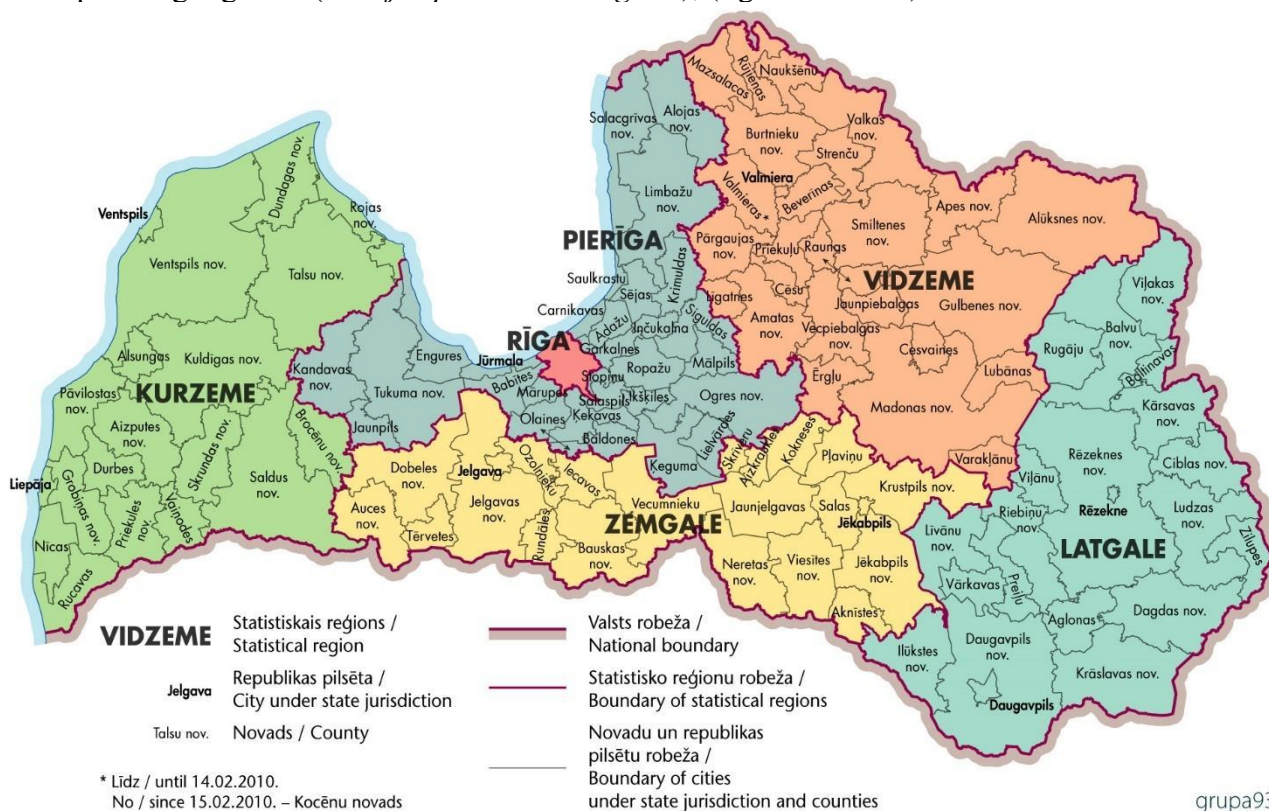 Mazsalacas
Rūjienas
Naukšēnu
Salacgrīvas
nov.
Alojas
nov.
Burtnieku
nov.
Valkas
nov.
Strenču
Dundagas nov.
Rojas
nov.
Ventspils
Valmiera
Valmieras *
Beverīnas
Limbažu
nov.
Apes nov.
Alūksnes nov.
Smiltenes
nov.
Ventspils nov.
Talsu nov.
PIERĪGA
Pārgaujas
nov.
Priekuļu
Raunas
Krimuldas
VIDZEME
Saulkrastu
Sējas
Līgatnes
Cēsu
Jaunpiebalgas
Gulbenes nov.
Viļakas
nov.
Carnikavas
Ādažu
Inčukalna
Siguldas
Amatas
nov.
Vecpiebalgas
nov.
Rugāju
Balvu
nov.
Baltinavas
RĪGA
Garkalnes
Cesvaines
Alsungas
Kuldīgas nov.
Kandavas
nov.
Engures
Jūrmala
Babītes
Stopiņu
Ropažu
Mālpils
Ērgļu
Lubānas
KURZEME
Pāvilostas
nov.
Tukuma nov.
Mārupes
Salaspils
Ikšķiles
Ogres nov.
Madonas nov.
Kārsavas
nov.
Jaunpils
Olaines
Ķekavas
Baldones
Lielvārdes
Aizputes
nov.
Brocēnu nov.
Skrīveru
Aizkraukles
Kokneses
Varakļānu
Rēzeknes
nov.
Ciblas nov.
Durbes
Skrundas nov.
Saldus
nov.
Dobeles
nov.
Jelgava
Ozolnieku
Iecavas
Ķeguma
Pļaviņu
Viļānu
Liepāja
Grobiņas nov.
Priekules
nov.
Vaiņodes
Auces
nov.
Jelgavas
nov.
Vecumnieku
nov.
ZEMGALE
Jaunjelgavas
Salas
Krustpils nov.
Jēkabpils
Riebiņu
nov.
Rēzekne
Ludzas
nov.
Zilupes
Nīcas
Rucavas
Tērvetes
Rundāles
Bauskas
nov.
Līvānu
nov.
LATGALE
Neretas
nov.
Viesītes
nov.
Jēkabpils
nov.
Vārkavas
Preiļu
Aknīstes
Aglonas
Dagdas nov.
Ilūkstes
nov.
Daugavpils
nov.
Krāslavas nov.
Daugavpils
VIDZEME Statistiskais reģions /
Statistical region
Jelgava Republikas pilsēta /
City under state jurisdiction
Talsu nov. Novads / County
* Līdz / until 14.02.2010.
No / since 15.02.2010. – Kocēnu novads
Valsts robeža /
National boundary
Statistisko reģionu robeža /
Boundary of statistical regions
Novadu un republikas
pilsētu robeža /
Boundary of cities
under state jurisdiction and counties
grupa93